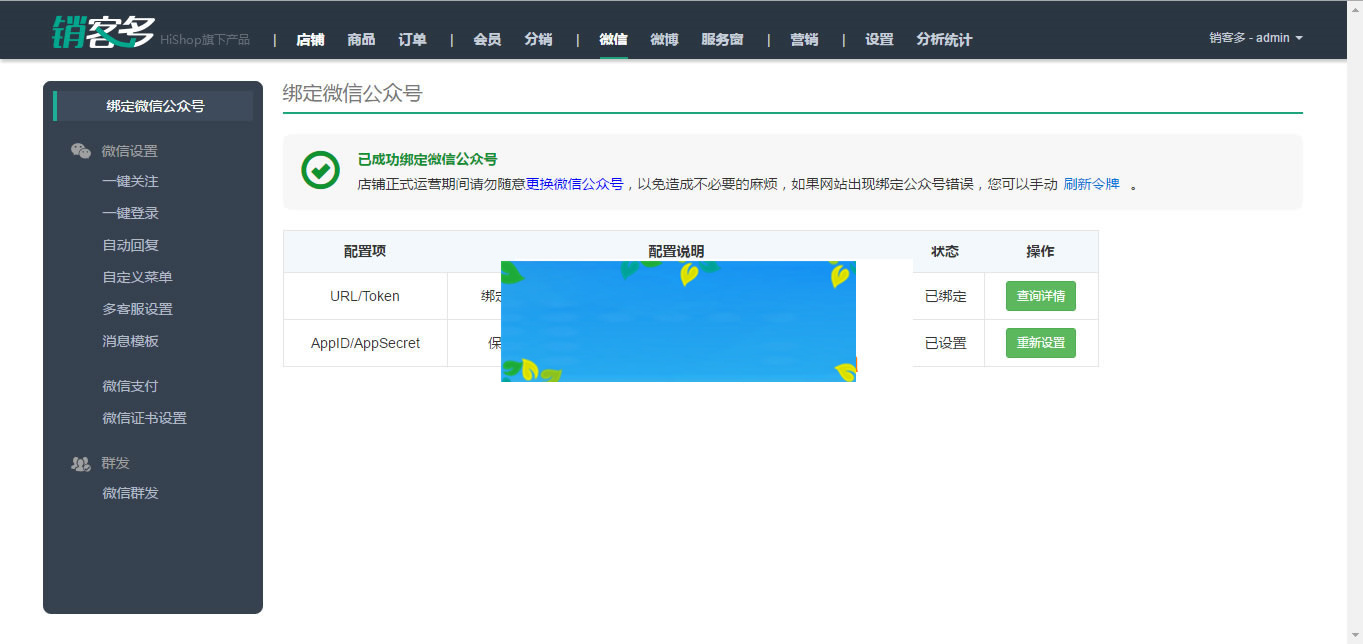 销客多 HiShop旗下产品 | 店铺 商品 订单 | 会员 分销 | 微信 微博 服务窗 | 营销 | 设置 分析统计 销客多 - admin
绑定微信公众号
微信设置
一键关注
一键登录
自动回复
自定义菜单
多客服设置
消息模板
微信支付
微信证书设置
群发
微信群发
绑定微信公众号
已成功绑定微信公众号
店铺正式运营期间请勿随意更换微信公众号，以免造成不必要的麻烦，如果网站出现绑定公众号错误，您可以手动 刷新令牌 。
配置项 配置说明 状态 操作
URL/Token 绑定 已绑定 查询详情
AppID/AppSecret 保 已设置 重新设置